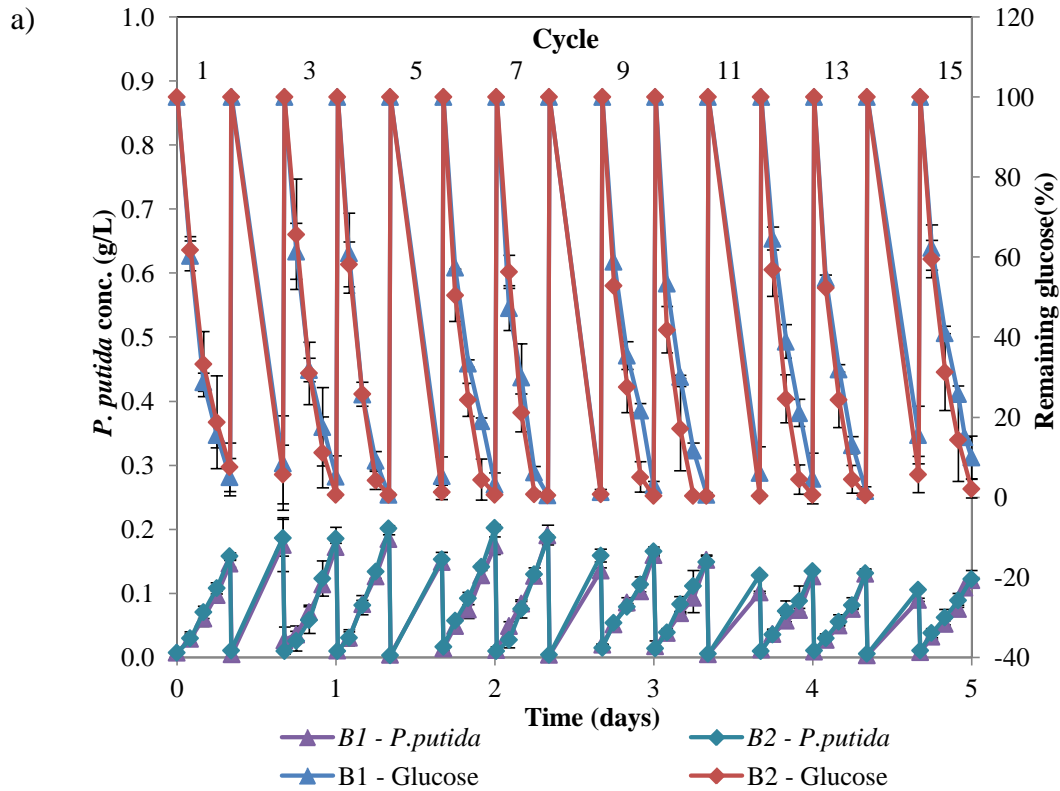 a)
Cycle
1 3 5 7 9 11 13 15
1.0
0.9
0.8
0.7
0.6
0.5
0.4
0.3
0.2
0.1
0.0
P. putida conc. (g/L)
120
100
80
60
40
20
0
-20
-40
Remaining glucose(%)
0 1 2 3 4 5
Time (days)
B1 - P.putida B2 - P.putida
B1 - Glucose B2 - Glucose